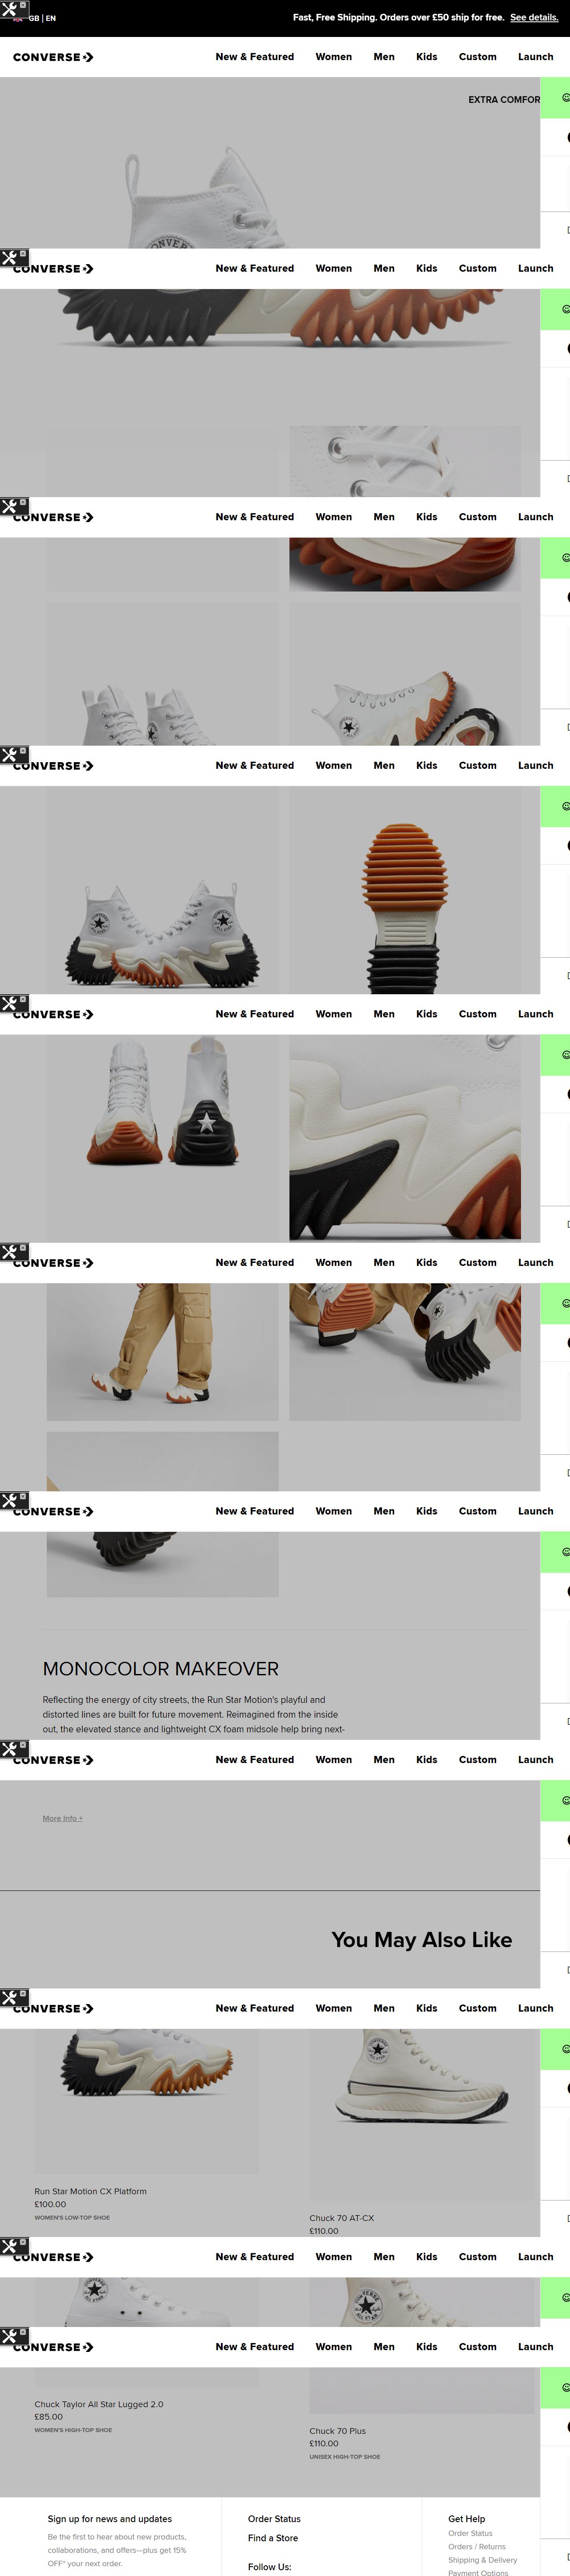 GB | EN
Fast, Free Shipping. Orders over £50 ship for free. See details.
CONVERSE
New & Featured Women Men Kids Custom Launch
EXTRA COMFOR
CONVERSE
New & Featured Women Men Kids Custom Launch
CONVERSE
New & Featured Women Men Kids Custom Launch
CONVERSE
New & Featured Women Men Kids Custom Launch
CONVERSE
New & Featured Women Men Kids Custom Launch
CONVERSE
New & Featured Women Men Kids Custom Launch
CONVERSE
New & Featured Women Men Kids Custom Launch
MONOCOLOR MAKEOVER
Reflecting the energy of city streets, the Run Star Motion's playful and
distorted lines are built for future movement. Reimagined from the inside
out, the elevated stance and lightweight CX foam midsole help bring next-
CONVERSE
New & Featured Women Men Kids Custom Launch
More Info +
You May Also Like
CONVERSE
New & Featured Women Men Kids Custom Launch
Run Star Motion CX Platform
£100.00
WOMEN'S LOW-TOP SHOE
Chuck 70 AT-CX
£110.00
CONVERSE
New & Featured Women Men Kids Custom Launch
CONVERSE
New & Featured Women Men Kids Custom Launch
Chuck Taylor All Star Lugged 2.0
£85.00
WOMEN'S HIGH-TOP SHOE
Chuck 70 Plus
£110.00
UNISEX HIGH-TOP SHOE
Sign up for news and updates
Be the first to hear about new products,
collaborations, and offers—plus get 15%
OFF* your next order.
Order Status
Find a Store
Follow Us:
Get Help
Order Status
Orders / Returns
Shipping & Delivery
Payment Options